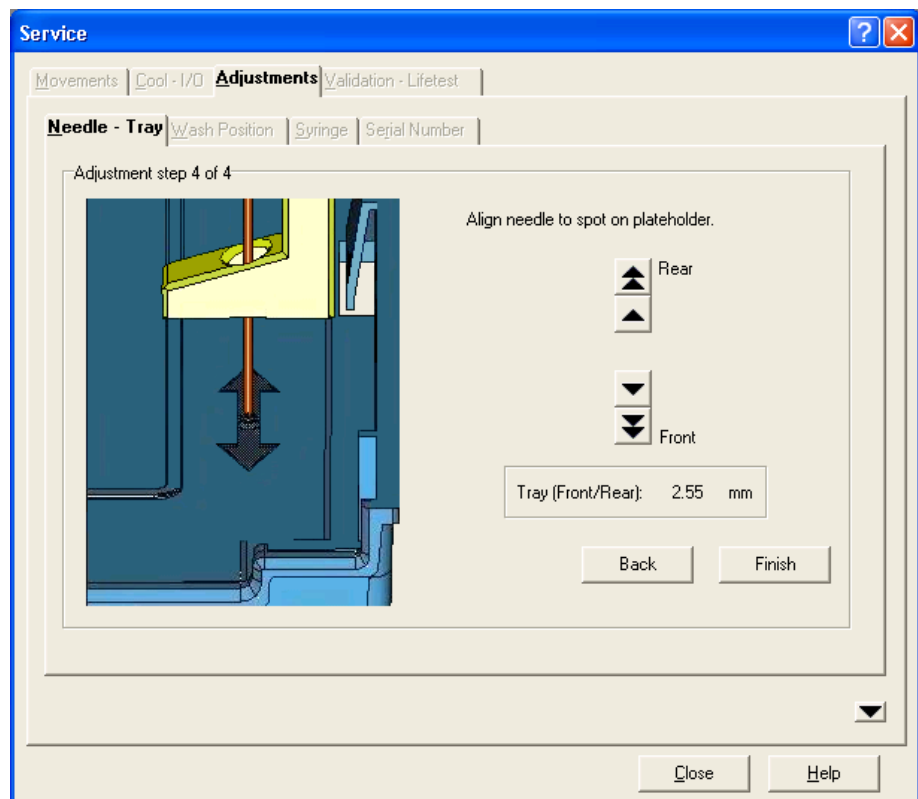 Service
Movements Cool - I/O Adjustments Validation - Lifetest
Needle - Tray Wash Position Syringe Serial Number
Adjustment step 4 of 4
Align needle to spot on plateholder.
Rear
Front
Tray (Front/Rear): 2.55 mm
Back Finish
Close Help